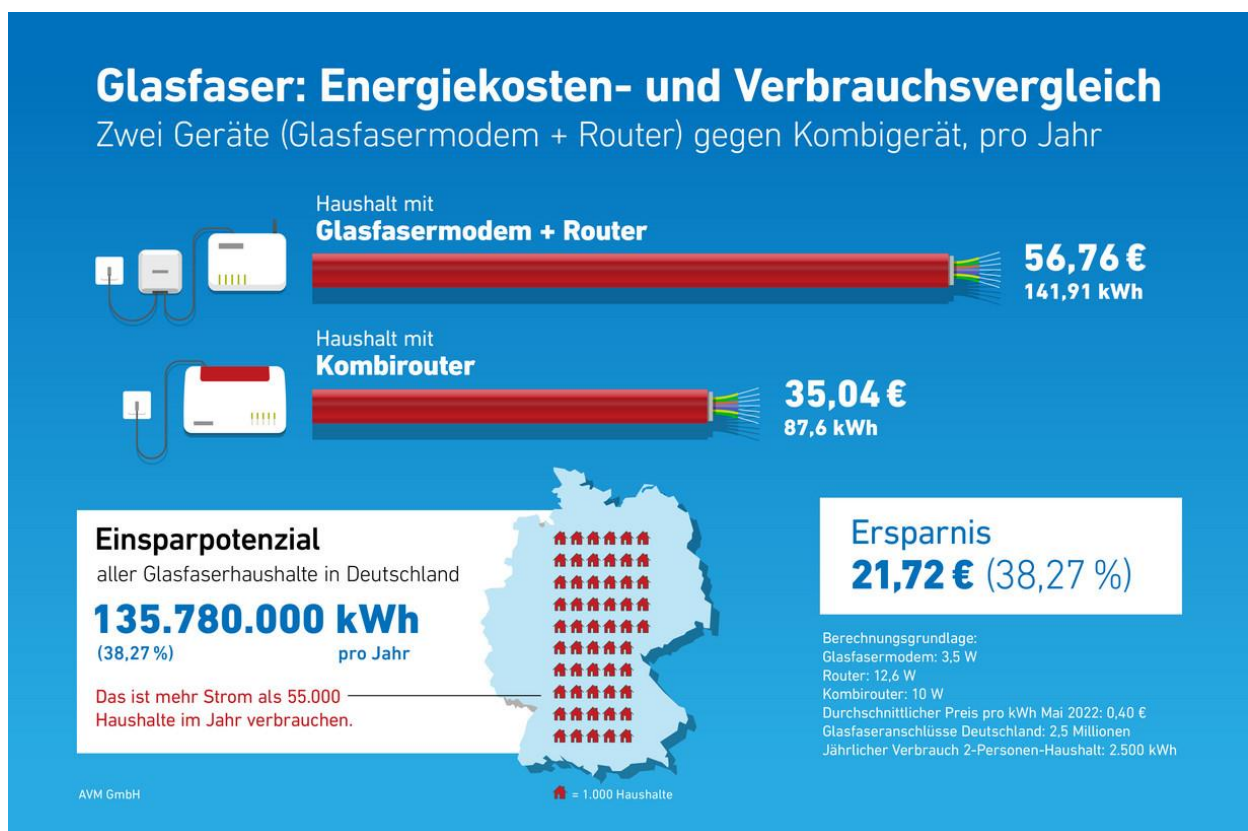 Glasfaser: Energiekosten- und Verbrauchsvergleich
Zwei Geräte (Glasfasermodem + Router) gegen Kombigerät, pro Jahr
Haushalt mit
Glasfasermodem + Router
56,76 €
141,91 kWh
Haushalt mit
Kombirouter
35,04 €
87,6 kWh
Einsparpotenzial
aller Glasfaserhaushalte in Deutschland
135.780.000 kWh
(38,27 %) pro Jahr
Das ist mehr Strom als 55.000
Haushalte im Jahr verbrauchen.
Ersparnis
21,72 € (38,27 %)
Berechnungsgrundlage:
Glasfasermodem: 3,5 W
Router: 12,6 W
Kombirouter: 10 W
Durchschnittlicher Preis pro kWh Mai 2022: 0,40 €
Glasfaseranschlüsse Deutschland: 2,5 Millionen
Jährlicher Verbrauch 2-Personen-Haushalt: 2.500 kWh
AVM GmbH
= 1.000 Haushalte